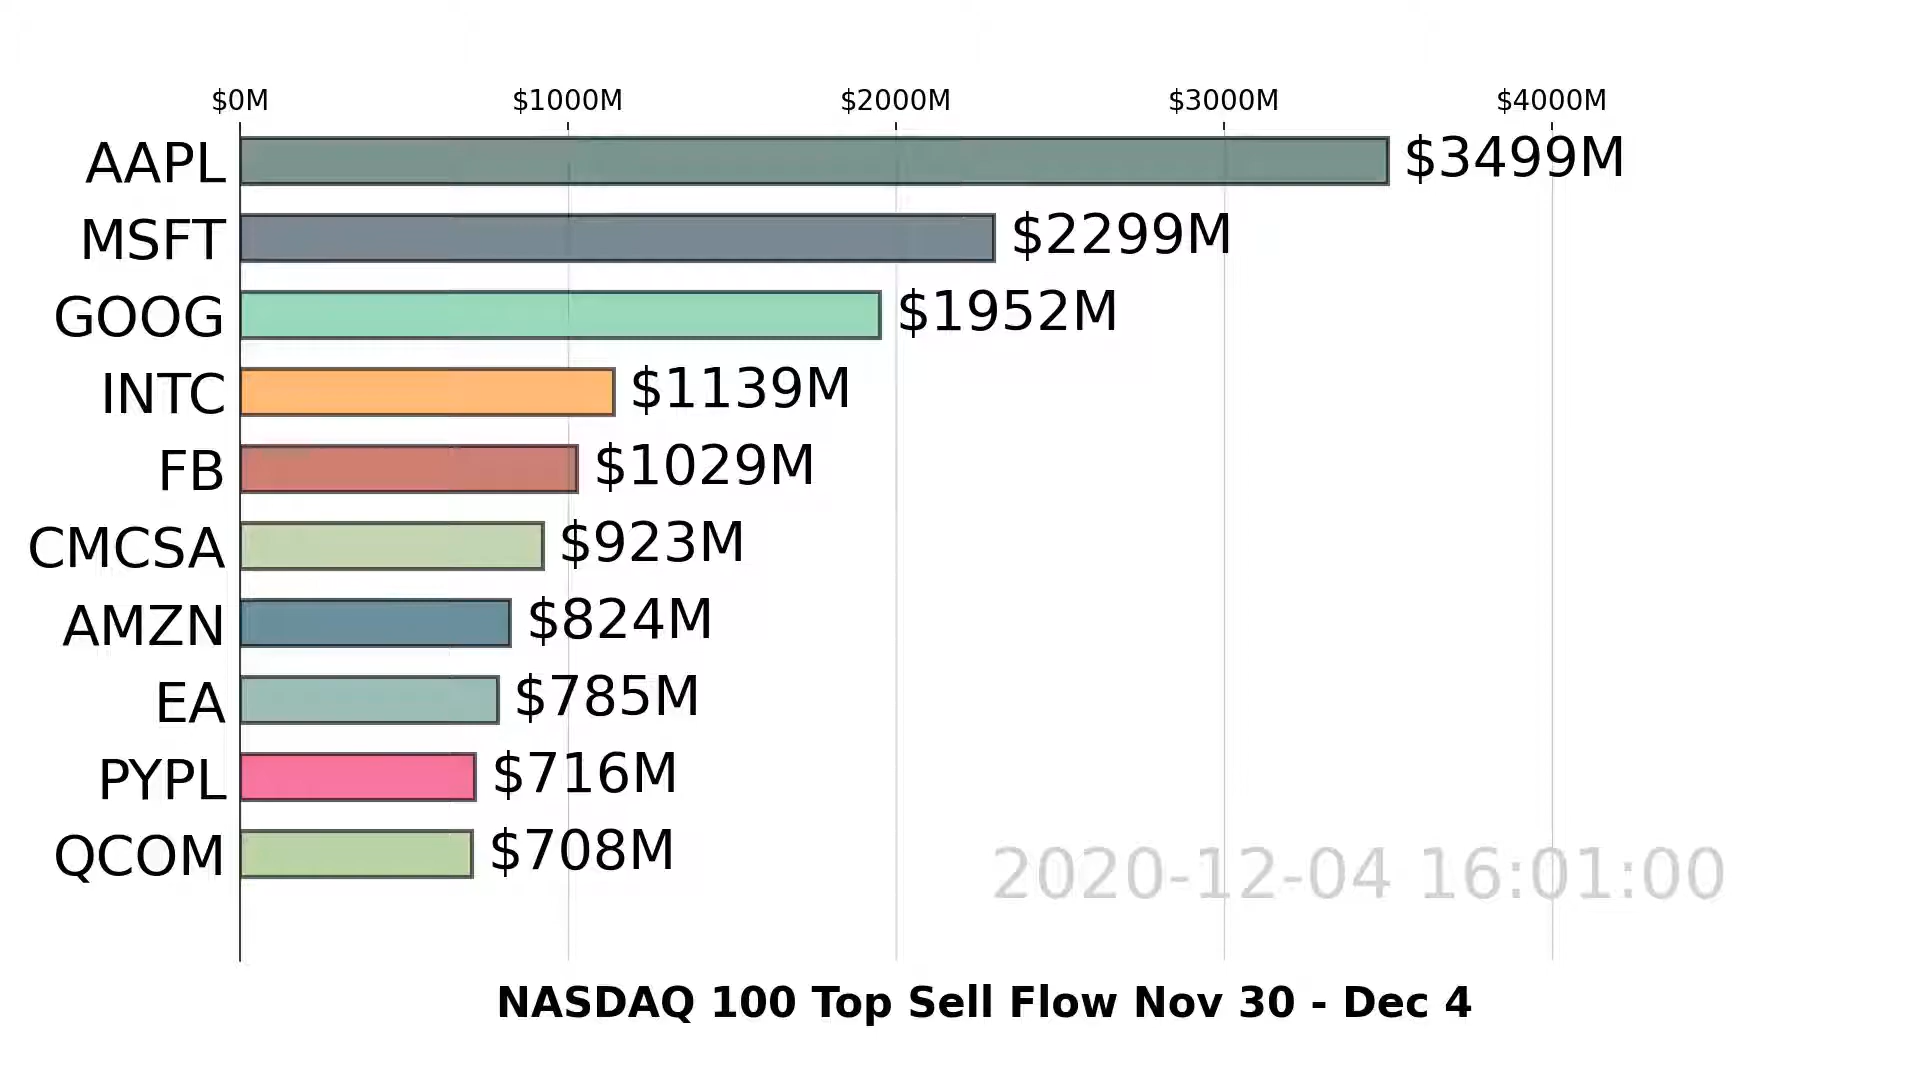 $0M $1000M $2000M $3000M $4000M
AAPL $3499M
MSFT $2299M
GOOG $1952M
INTC $1139M
FB $1029M
CMCSA $923M
AMZN $824M
EA $785M
PYPL $716M
QCOM $708M
2020-12-04 16:01:00
NASDAQ 100 Top Sell Flow Nov 30 - Dec 4